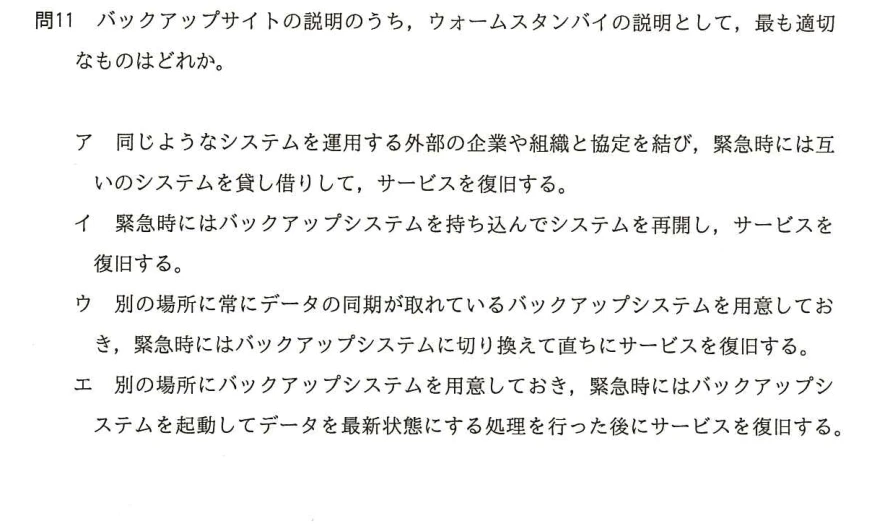 問11　バックアップサイトの説明のうち，ウォームスタンバイの説明として，最も適切
なものはどれか。
ア　同じようなシステムを運用する外部の企業や組織と協定を結び，緊急時には互
いのシステムを貸し借りして，サービスを復旧する。
イ　緊急時にはバックアップシステムを持ち込んでシステムを再開し，サービスを
復旧する。
ウ　別の場所に常にデータの同期が取れているバックアップシステムを用意してお
き，緊急時にはバックアップシステムに切り換えて直ちにサービスを復旧する。
エ　別の場所にバックアップシステムを用意しておき，緊急時にはバックアップシ
ステムを起動してデータを最新状態にする処理を行った後にサービスを復旧する。